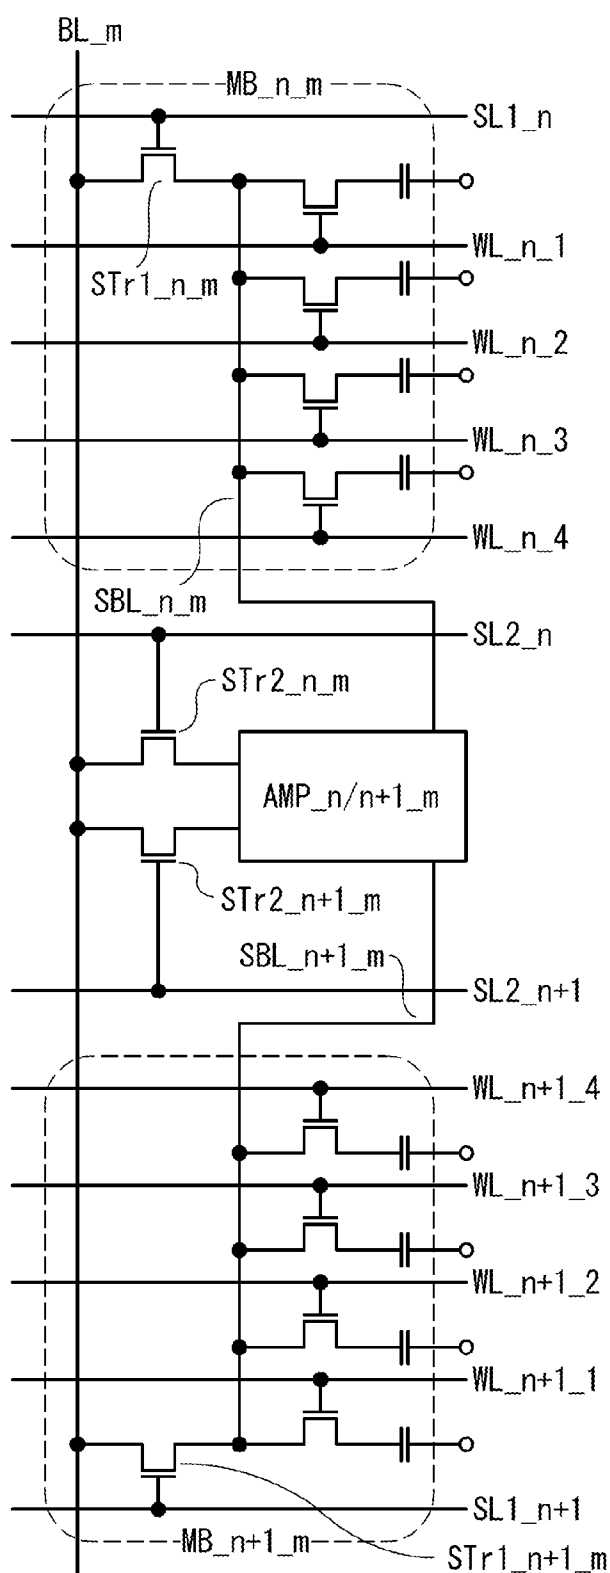 BL_m
MB_n_m
SL1_n
WL_n_1
STr1_n_m
WL_n_2
WL_n_3
WL_n_4
SBL_n_m
SL2_n
STr2_n_m
AMP_n/n+1_m
STr2_n+1_m
SBL_n+1_m
SL2_n+1
WL_n+1_4
WL_n+1_3
WL_n+1_2
WL_n+1_1
SL1_n+1
MB_n+1_m
STr1_n+1_m